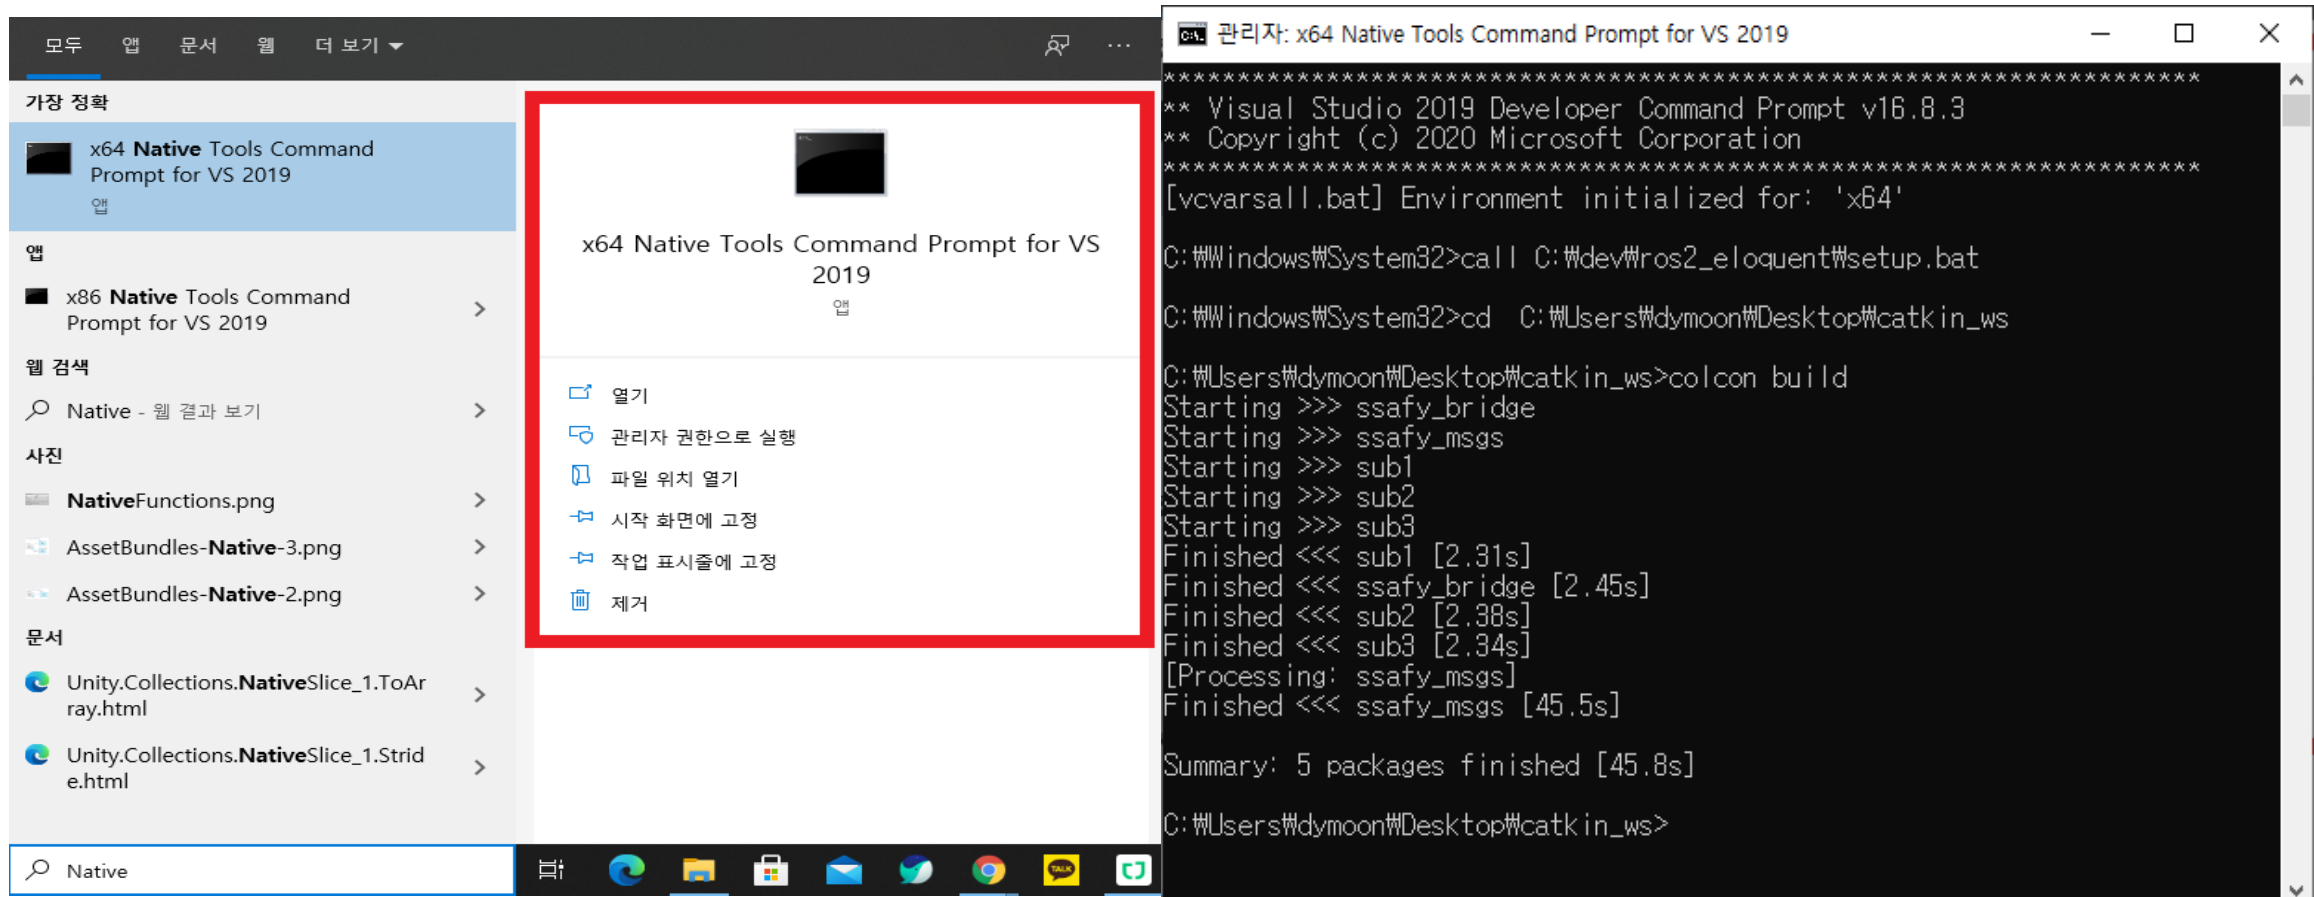 모두 앱 문서 웹 더 보기
가장 정확
x64 Native Tools Command
Prompt for VS 2019
앱
앱
x86 Native Tools Command
Prompt for VS 2019
웹 검색
Native - 웹 결과 보기
사진
NativeFunctions.png
AssetBundles-Native-3.png
AssetBundles-Native-2.png
문서
Unity.Collections.NativeSlice_1.ToAr
ray.html
Unity.Collections.NativeSlice_1.Strid
e.html
Native
x64 Native Tools Command Prompt for VS
2019
앱
열기
관리자 권한으로 실행
파일 위치 열기
시작 화면에 고정
작업 표시줄에 고정
제거
TALK
관리자: x64 Native Tools Command Prompt for VS 2019
**********************************************************************
** Visual Studio 2019 Developer Command Prompt v16.8.3
** Copyright (c) 2020 Microsoft Corporation
**********************************************************************
[vcvarsall.bat] Environment initialized for: 'x64'
C:₩Windows₩System32>call C:₩dev₩ros2_eloquent₩setup.bat
C:₩Windows₩System32>cd  C:₩Users₩dymoon₩Desktop₩catkin_ws
C:₩Users₩dymoon₩Desktop₩catkin_ws>colcon build
Starting >>> ssafy_bridge
Starting >>> ssafy_msgs
Starting >>> sub1
Starting >>> sub2
Starting >>> sub3
Finished <<< sub1 [2.31s]
Finished <<< ssafy_bridge [2.45s]
Finished <<< sub2 [2.38s]
Finished <<< sub3 [2.34s]
[Processing: ssafy_msgs]
Finished <<< ssafy_msgs [45.5s]
Summary: 5 packages finished [45.8s]
C:₩Users₩dymoon₩Desktop₩catkin_ws>